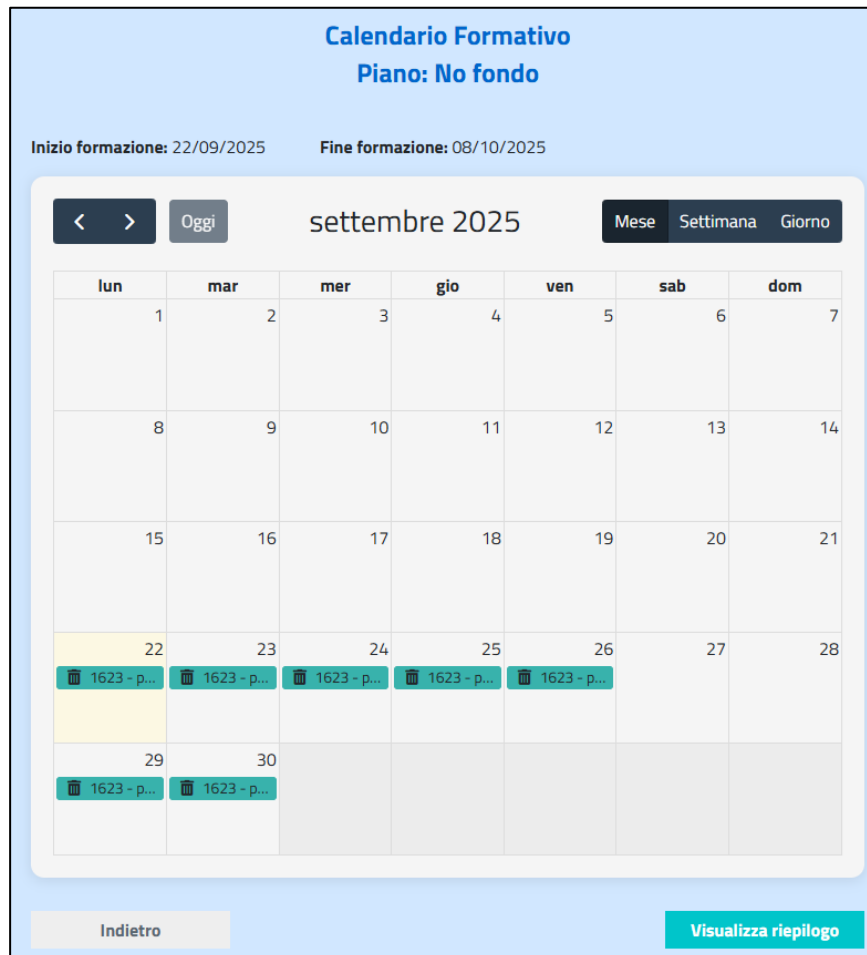 Calendario Formativo
Piano: No fondo
Inizio formazione: 22/09/2025 Fine formazione: 08/10/2025
Oggi settembre 2025 Mese Settimana Giorno
lun mar mer gio ven sab dom
1 2 3 4 5 6 7
8 9 10 11 12 13 14
15 16 17 18 19 20 21
22 23 24 25 26 27 28
1623 - p... 1623 - p... 1623 - p... 1623 - p... 1623 - p...
29 30
1623 - p... 1623 - p...
Indietro Visualizza riepilogo